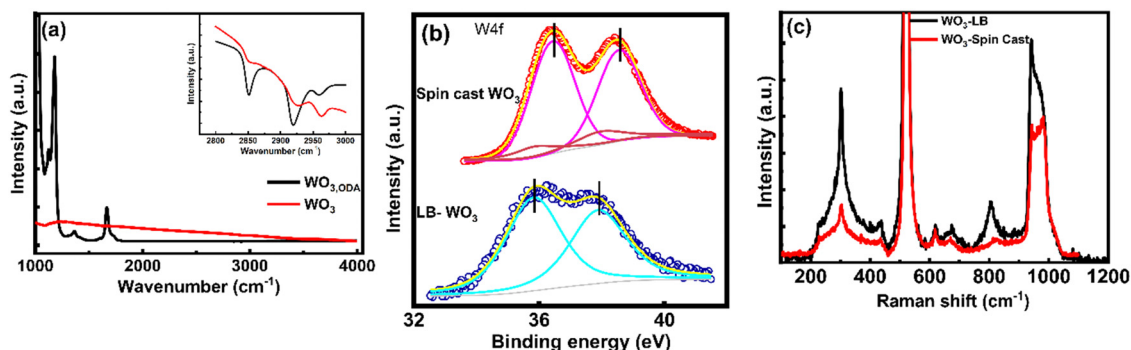 (a)
Intensity (a.u.)
Wavenumber (cm⁻¹)
1000 2000 3000 4000
Intensity (a.u.)
2800 2850 2900 2950 3000
Wavenumber (cm⁻)
WO₃,ODA
WO₃
(b)
W4f
Spin cast WO₃
LB- WO₃
Intensity (a.u.)
32 36 40
Binding energy (eV)
(c)
WO₃-LB
WO₃-Spin Cast
Intensity (a.u.)
200 400 600 800 1000 1200
Raman shift (cm⁻¹)